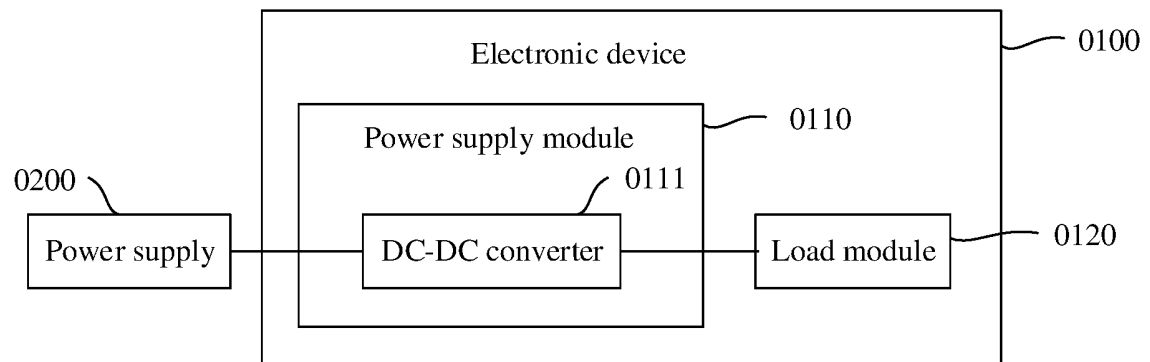 Electronic device
0100
Power supply module
0110
0200
0111
Power supply
DC-DC converter
Load module
0120